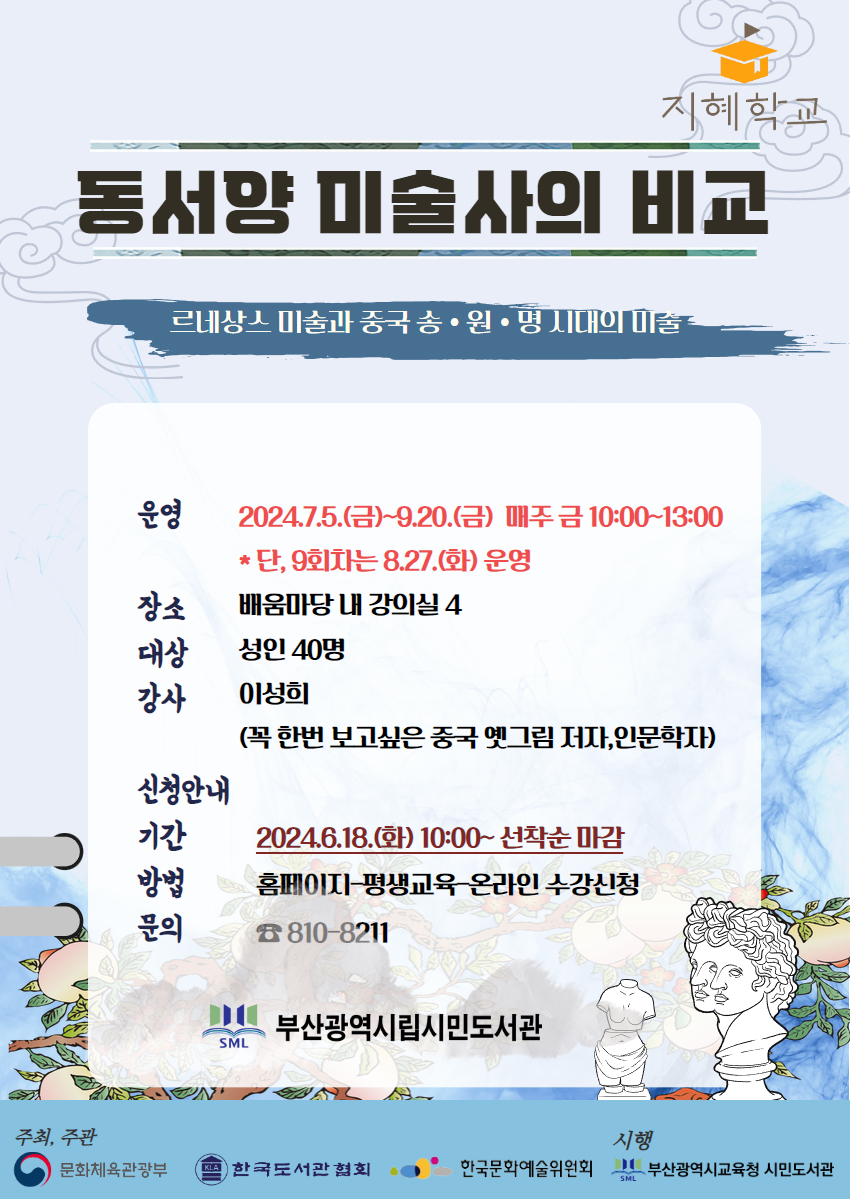 지혜학교
동서양 미술사의 비교
르네상스 미술과 중국 송•원•명 시대의 미술
운영 2024.7.5.(금)~9.20.(금) 매주 금 10:00~13:00
* 단, 9회차는 8.27.(화) 운영
장소 배움마당 내 강의실 4
대상 성인 40명
강사 이성희
(꼭 한번 보고싶은 중국 옛그림 저자,인문학자)
신청안내
기간 2024.6.18.(화) 10:00~ 선착순 마감
방법 홈페이지-평생교육-온라인 수강신청
문의 ☎ 810-8211
SML 부산광역시립시민도서관
주최, 주관 시행
문화체육관광부 KLA 한국도서관협회 한국문화예술위원회 SML 부산광역시교육청 시민도서관